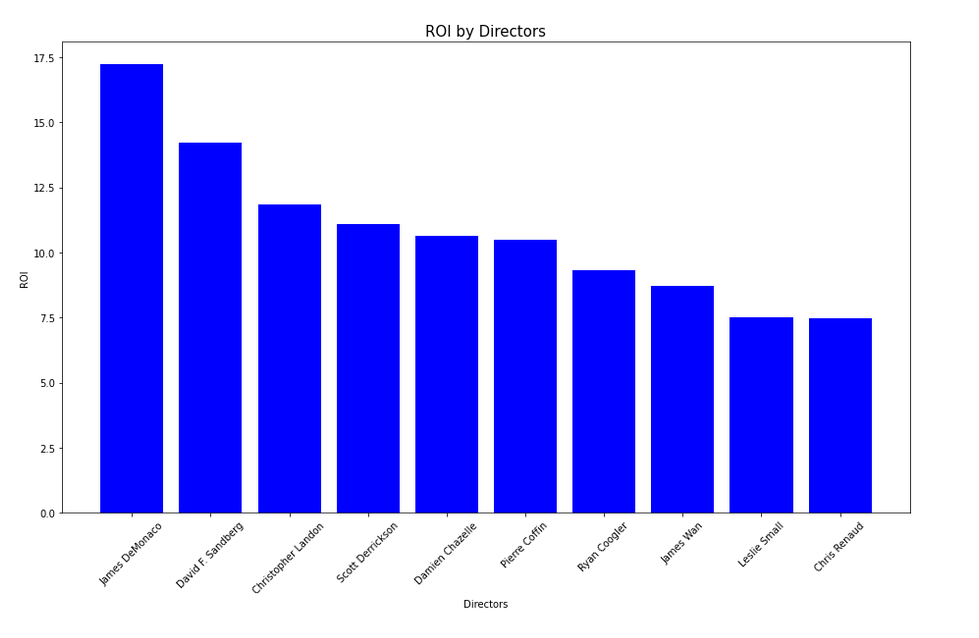 ROI by Directors
17.5
15.0
12.5
10.0
7.5
5.0
2.5
0.0
ROI
James DeMonaco
David F. Sandberg
Christopher Landon
Scott Derrickson
Damien Chazelle
Pierre Coffin
Ryan Coogler
James Wan
Leslie Small
Chris Renaud
Directors